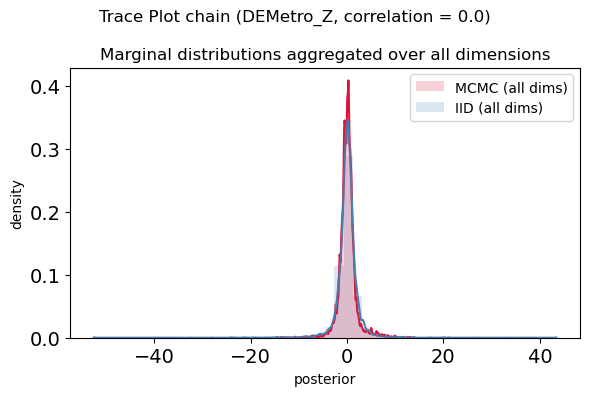 Trace Plot chain (DEMetro_Z, correlation = 0.0)
Marginal distributions aggregated over all dimensions
MCMC (all dims)
IID (all dims)
density
0.4
0.3
0.2
0.1
0.0
−40 −20 0 20 40
posterior